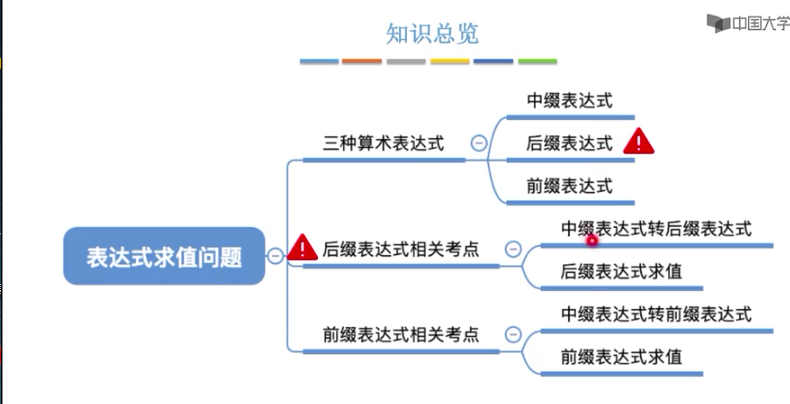 知识总览
中国大学
中缀表达式
三种算术表达式
后缀表达式
前缀表达式
中缀表达式转后缀表达式
后缀表达式相关考点
后缀表达式求值
表达式求值问题
中缀表达式转前缀表达式
前缀表达式相关考点
前缀表达式求值